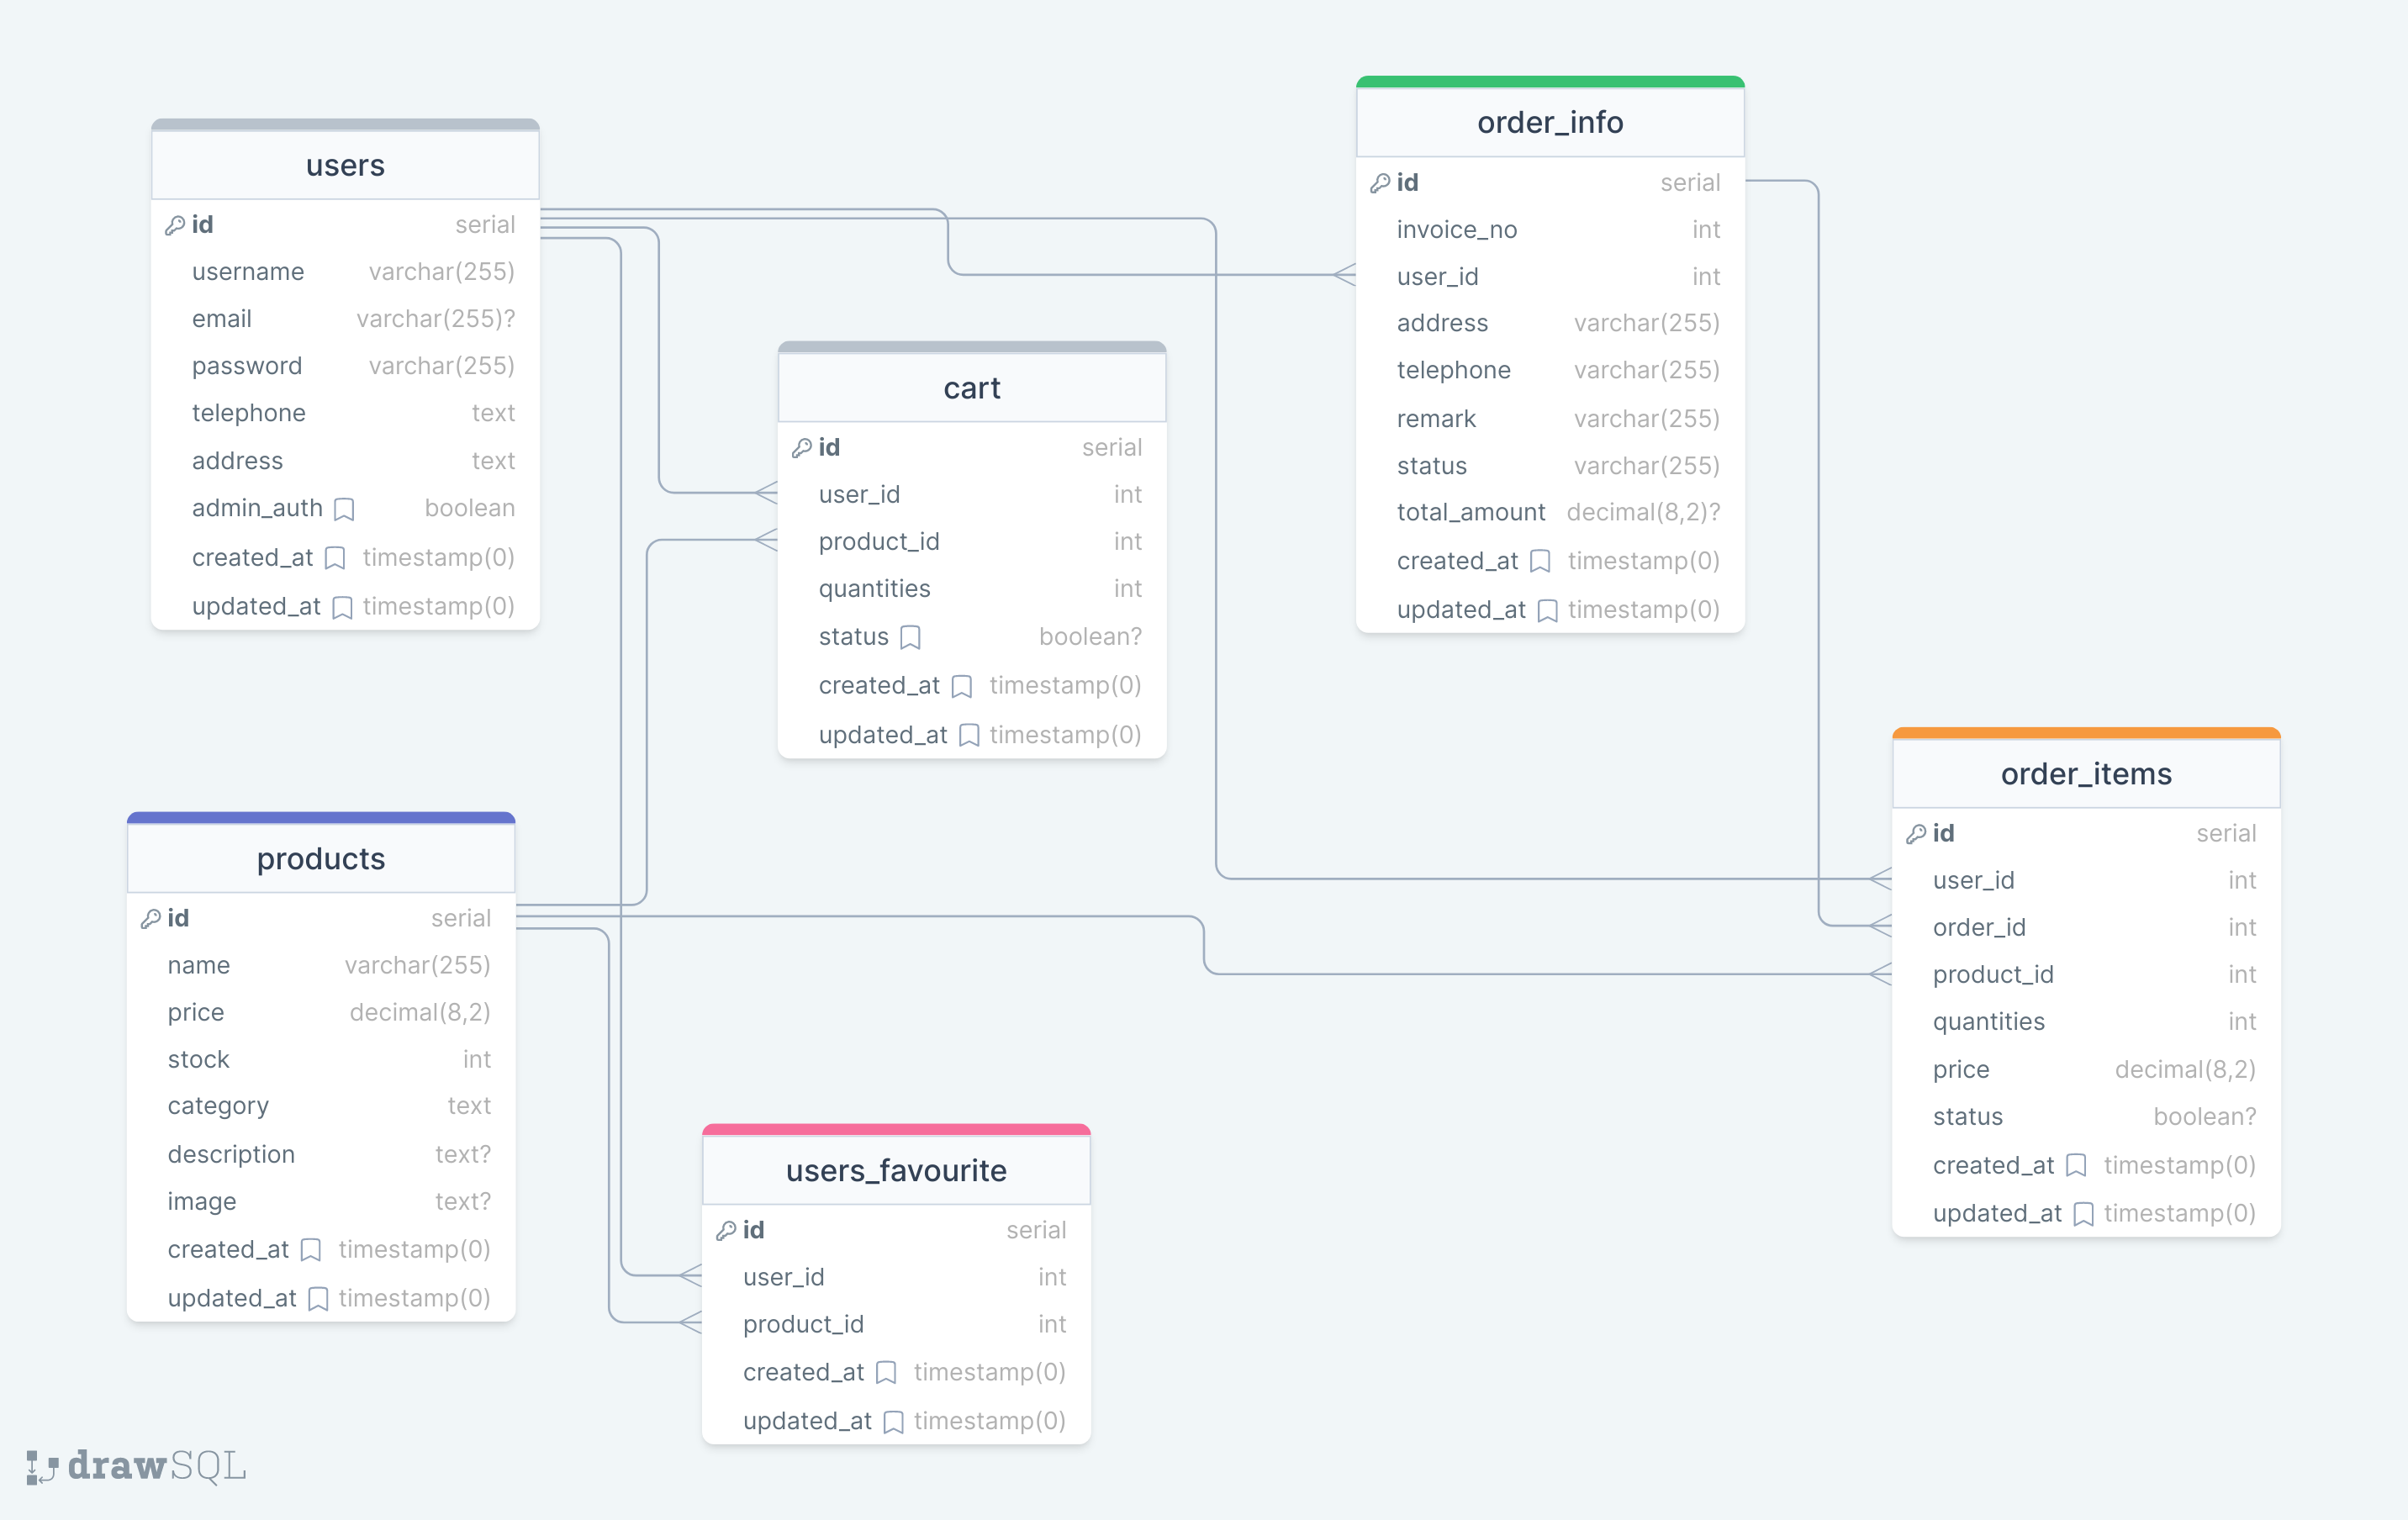 users
id serial
username varchar(255)
email varchar(255)?
password varchar(255)
telephone text
address text
admin_auth boolean
created_at timestamp(0)
updated_at timestamp(0)
cart
id serial
user_id int
product_id int
quantities int
status boolean?
created_at timestamp(0)
updated_at timestamp(0)
order_info
id serial
invoice_no int
user_id int
address varchar(255)
telephone varchar(255)
remark varchar(255)
status varchar(255)
total_amount decimal(8,2)?
created_at timestamp(0)
updated_at timestamp(0)
products
id serial
name varchar(255)
price decimal(8,2)
stock int
category text
description text?
image text?
created_at timestamp(0)
updated_at timestamp(0)
users_favourite
id serial
user_id int
product_id int
created_at timestamp(0)
updated_at timestamp(0)
order_items
id serial
user_id int
order_id int
product_id int
quantities int
price decimal(8,2)
status boolean?
created_at timestamp(0)
updated_at timestamp(0)
drawSQL